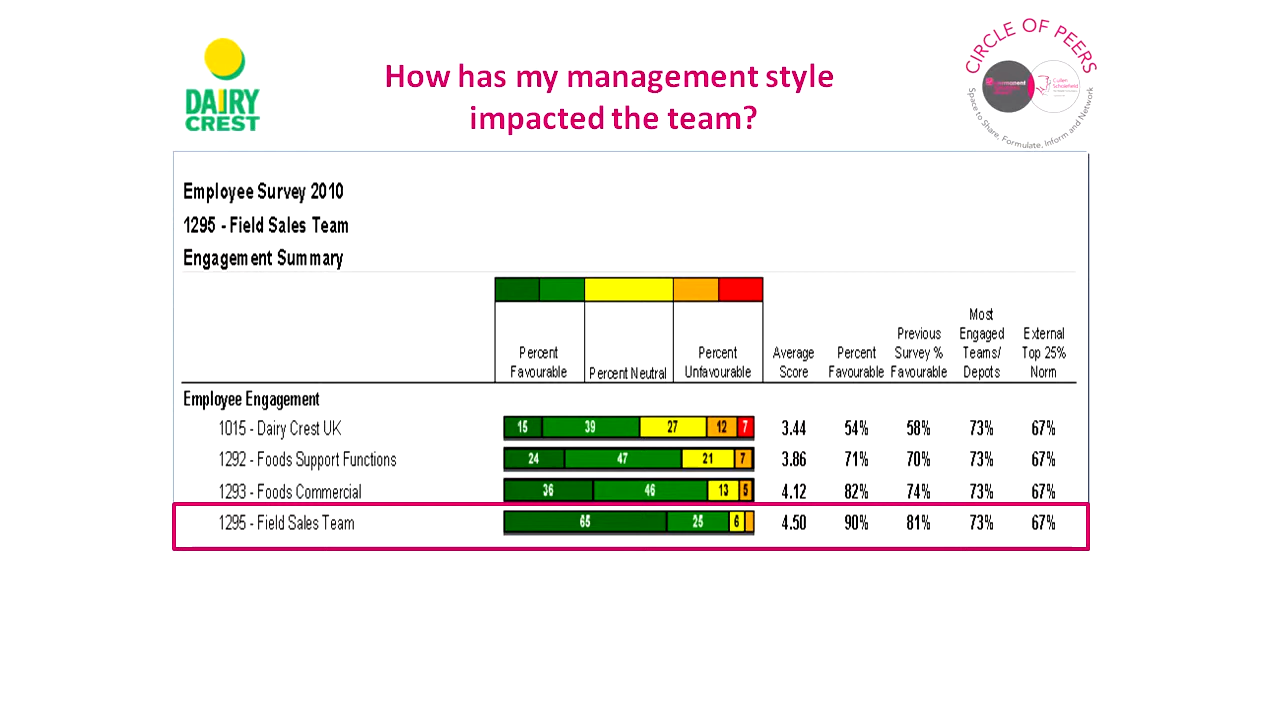 DAIRY
CREST
How has my management style
impacted the team?
CIRCLE OF PEERS
Space to Share, Formulate, Inform and Network
Employee Survey 2010
1295 - Field Sales Team
Engagement Summary
Percent Favourable
Percent Neutral
Percent Unfavourable
Average Score
Percent Favourable
Previous Survey % Favourable
Most Engaged Teams/ Depots
External Top 25% Norm
Employee Engagement
1015 - Dairy Crest UK 15 39 27 12 7 3.44 54% 58% 73% 67%
1292 - Foods Support Functions 24 47 21 7 3.86 71% 70% 73% 67%
1293 - Foods Commercial 36 46 13 5 4.12 82% 74% 73% 67%
1295 - Field Sales Team 65 25 6 4.50 90% 81% 73% 67%